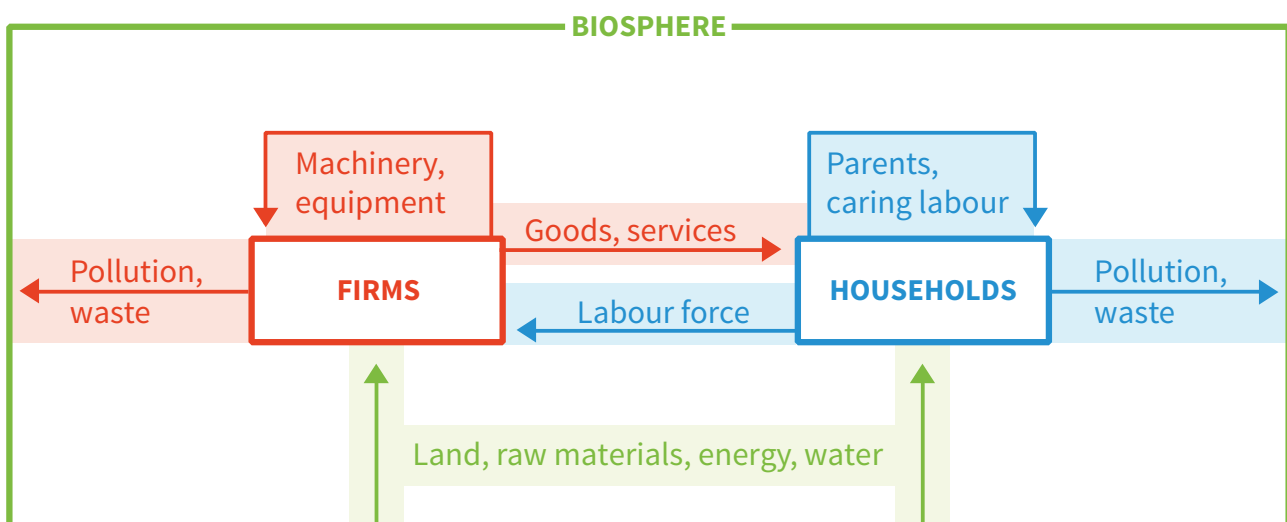 BIOSPHERE
Machinery,
equipment
Parents,
caring labour
Goods, services
Pollution,
waste
FIRMS
HOUSEHOLDS
Pollution,
waste
Labour force
Land, raw materials, energy, water